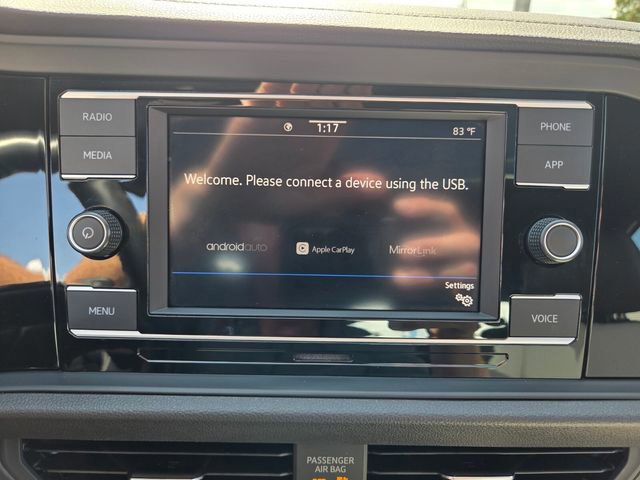 RADIO
MEDIA
MENU
1:17
83 °F
Welcome. Please connect a device using the USB.
androidauto
Apple CarPlay
MirrorLink
Settings
PHONE
APP
VOICE
PASSENGER
AIR BAG